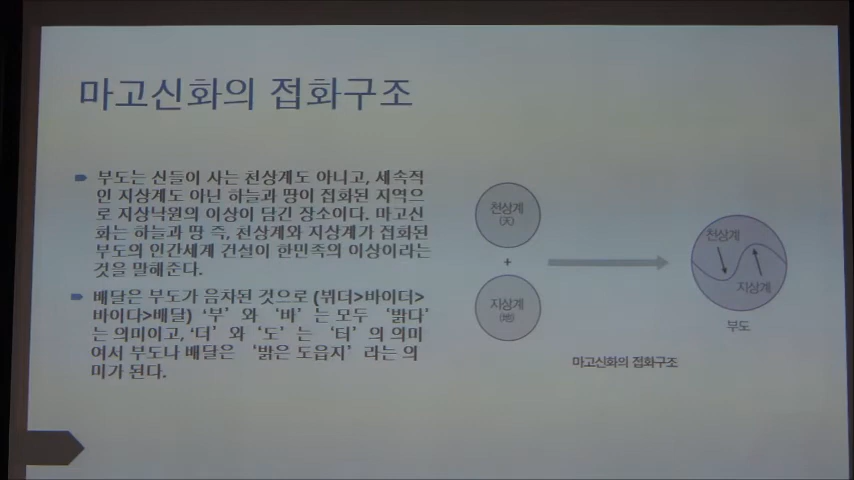 마고신화의 접화구조
부도는 신들이 사는 천상계도 아니고, 세속적
인 지상계도 아닌 하늘과 땅이 접화된 지역으
로 지상낙원의 이상이 담긴 장소이다. 마고신
화는 하늘과 땅 즉, 천상계와 지상계가 접화된
부도의 인간세계 건설이 한민족의 이상이라는
것을 말해준다.
배달은 부도가 음차된 것으로 (뷔더>바이더>
바이다>배달) ‘부’와 ‘바’는 모두 ‘밝다’
는 의미이고, ‘더’와 ‘도’는 ‘터’의 의미
여서 부도나 배달은 ‘밝은 도읍지’라는 의
미가 된다.
천상계
(天)
+
지상계
(地)
천상계
지상계
부도
마고신화의 접화구조